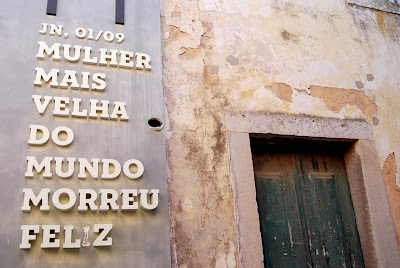 JN, 01/09
MULHER
MAIS
VELHA
DO
MUNDO
MORREU
FELIZ